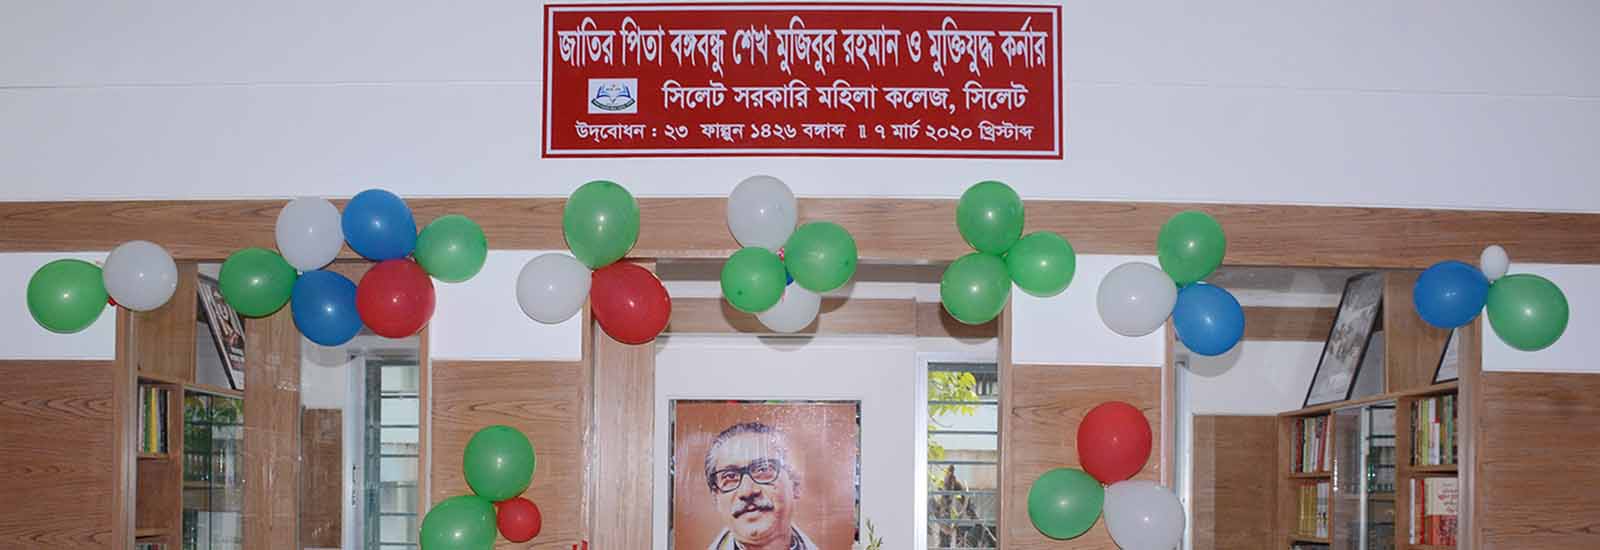 জাতির পিতা বঙ্গবন্ধু শেখ মুজিবুর রহমান ও মুক্তিযুদ্ধ কর্নার
সিলেট সরকারি মহিলা কলেজ, সিলেট
উদ্‌বোধন : ২৩ ফাল্গুন ১৪২৬ বঙ্গাব্দ ॥ ৭ মার্চ ২০২০ খ্রিস্টাব্দ